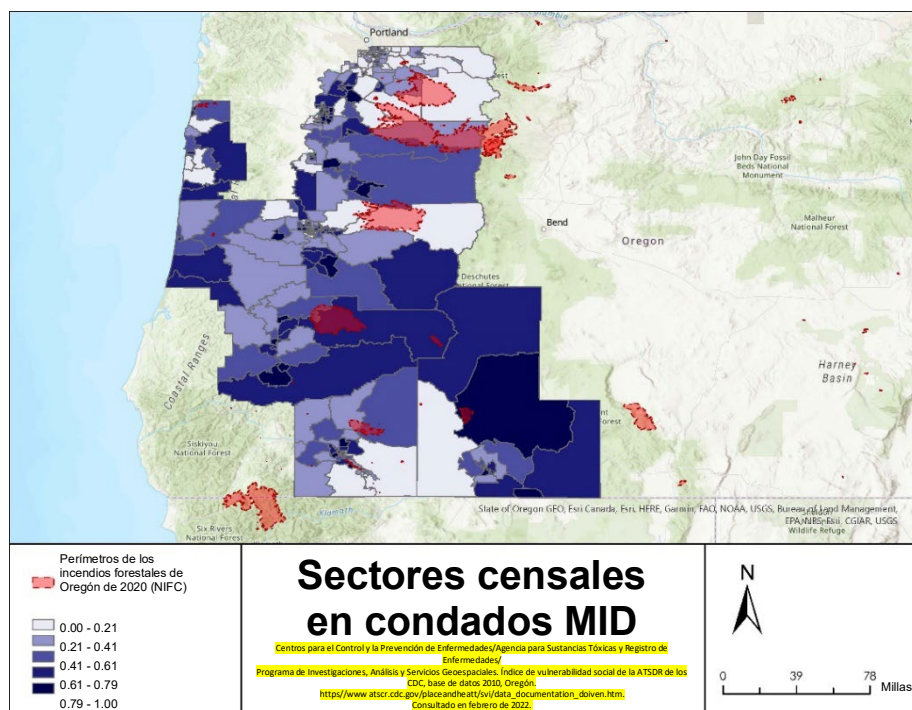 Portland
Columbia
John Day Fossil
Beds National
Monument
Malheur
National Forest
Bend
Oregon
Deschutes
National Forest
Coastal Ranges
Harney
Basin
Siskiyou
National Forest
Klamath
Six Rivers
National Forest
State of Oregon GEO, Esri Canada, Esri, HERE, Garmin, FAO, NOAA, USGS, Bureau of Land Management,
EPA, NPS, Esri, CGIAR, USGS
Wildlife Refuge
Perímetros de los
incendios forestales de
Oregón de 2020 (NIFC)
0.00 - 0.21
0.21 - 0.41
0.41 - 0.61
0.61 - 0.79
0.79 - 1.00
Sectores censales
en condados MID
Centros para el Control y la Prevención de Enfermedades/Agencia para Sustancias Tóxicas y Registro de
Enfermedades/
Programa de Investigaciones, Análisis y Servicios Geoespaciales. Índice de vulnerabilidad social de la ATSDR de los
CDC, base de datos 2010, Oregón.
https//www atscr.cdc.gov/placeandheatt/svi/data_documentation_doiven.htm.
Consultado en febrero de 2022.
N
0 39 78
Millas